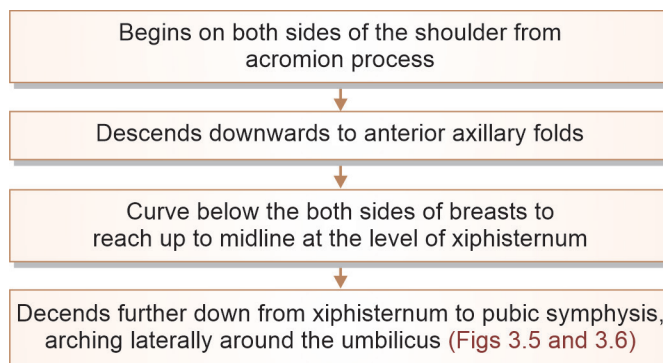 Begins on both sides of the shoulder from
acromion process
Descends downwards to anterior axillary folds
Curve below the both sides of breasts to
reach up to midline at the level of xiphisternum
Decends further down from xiphisternum to pubic symphysis,
arching laterally around the umbilicus (Figs 3.5 and 3.6)